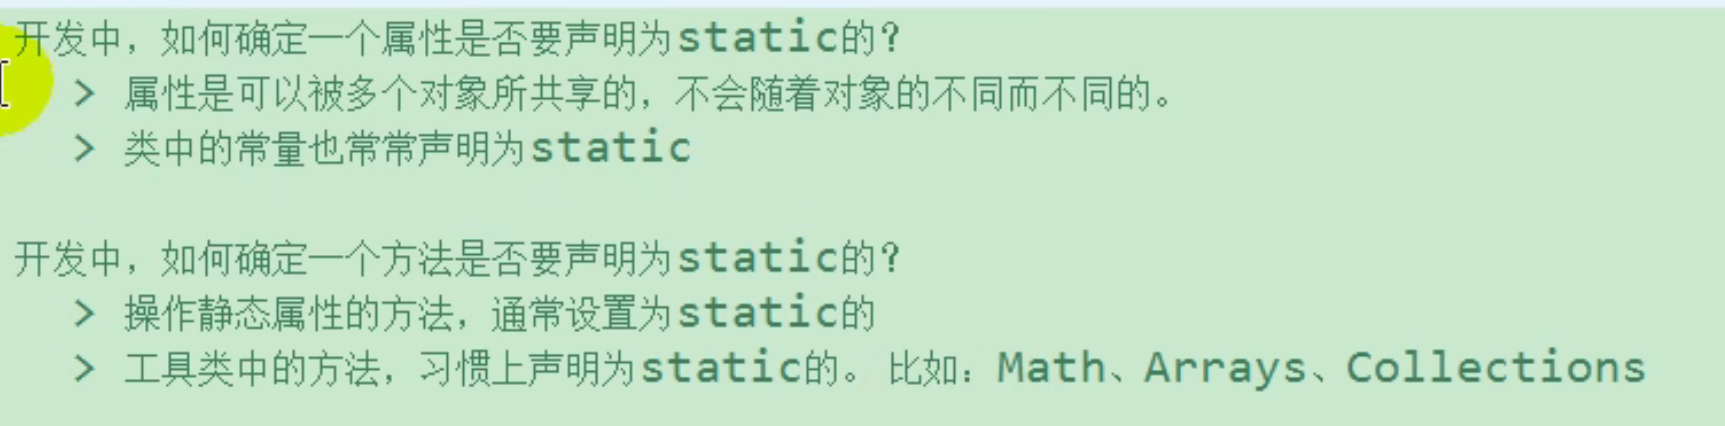 开发中，如何确定一个属性是否要声明为static的？
> 属性是可以被多个对象所共享的，不会随着对象的不同而不同的。
> 类中的常量也常常声明为static
开发中，如何确定一个方法是否要声明为static的？
> 操作静态属性的方法，通常设置为static的
> 工具类中的方法，习惯上声明为static的。 比如：Math、Arrays、Collections